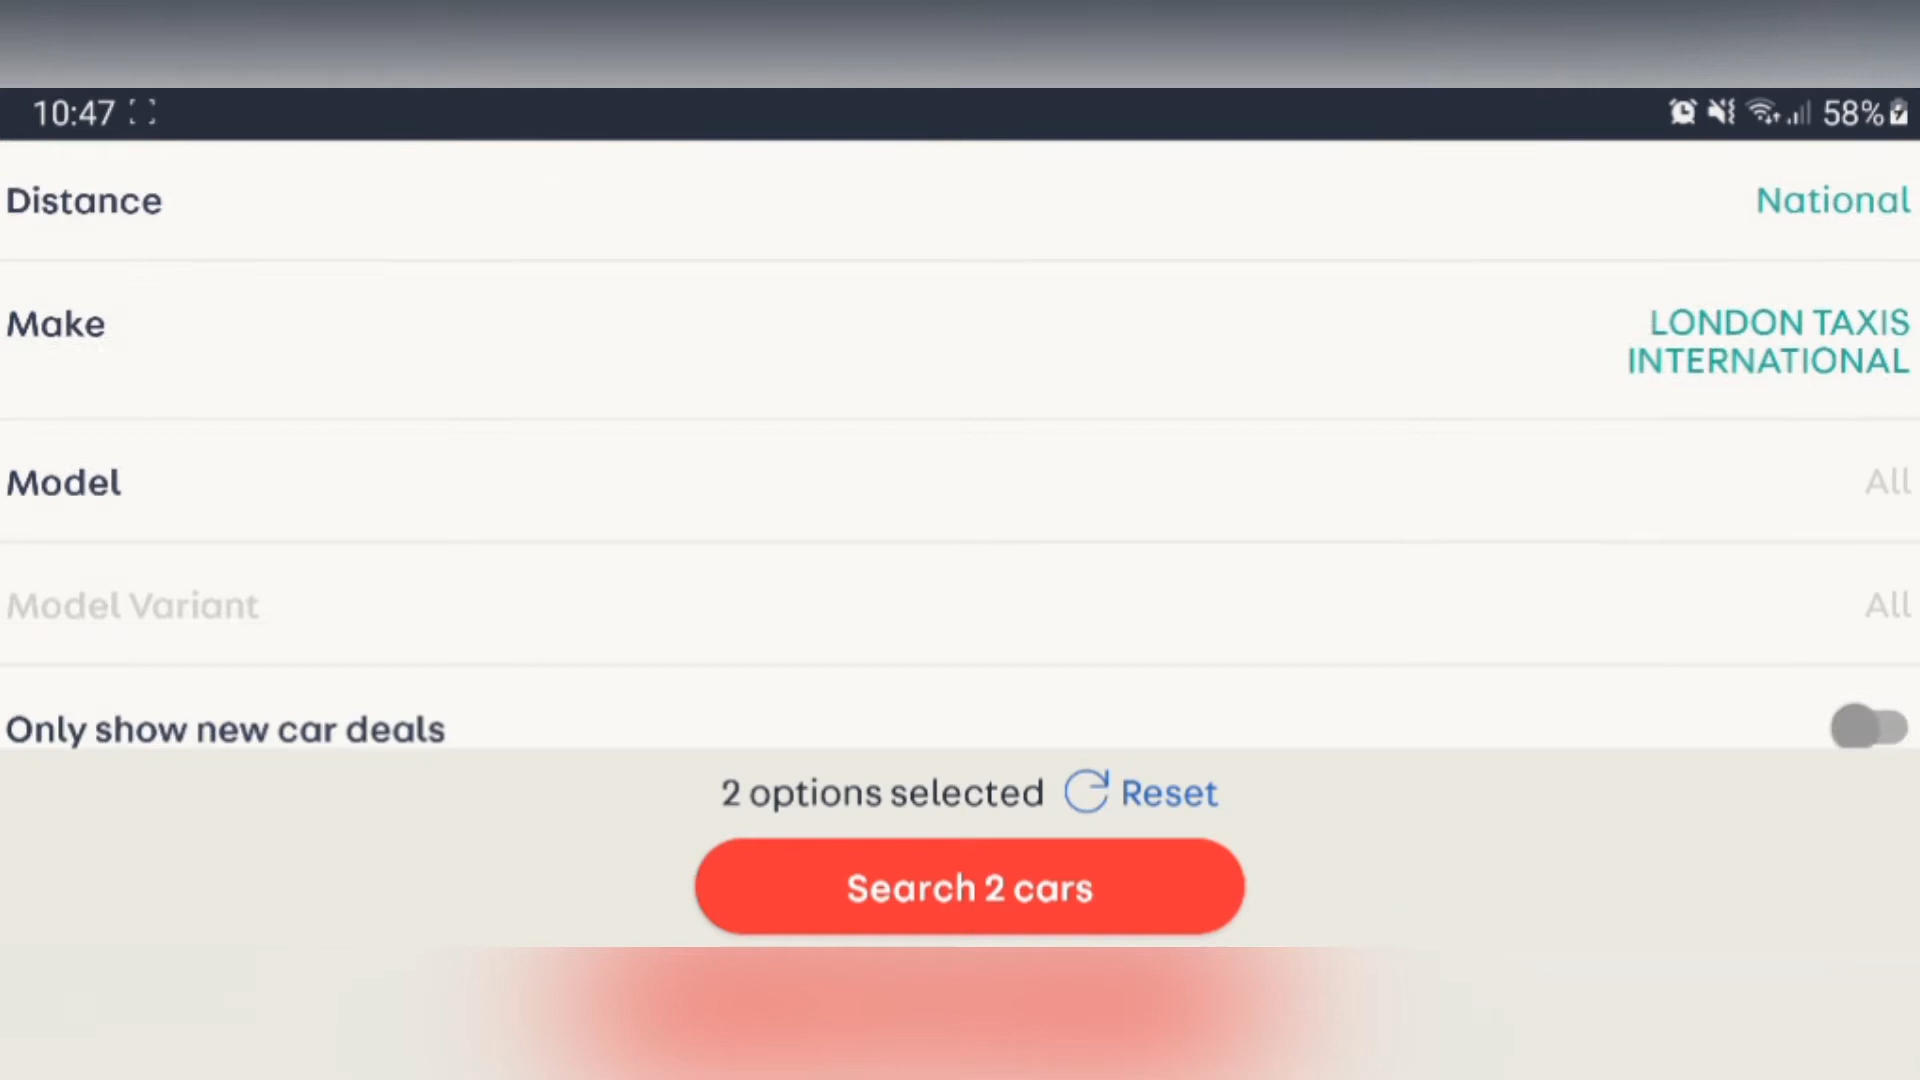 10:47 58%
Distance National
Make LONDON TAXIS
INTERNATIONAL
Model All
Model Variant All
Only show new car deals
2 options selected Reset
Search 2 cars